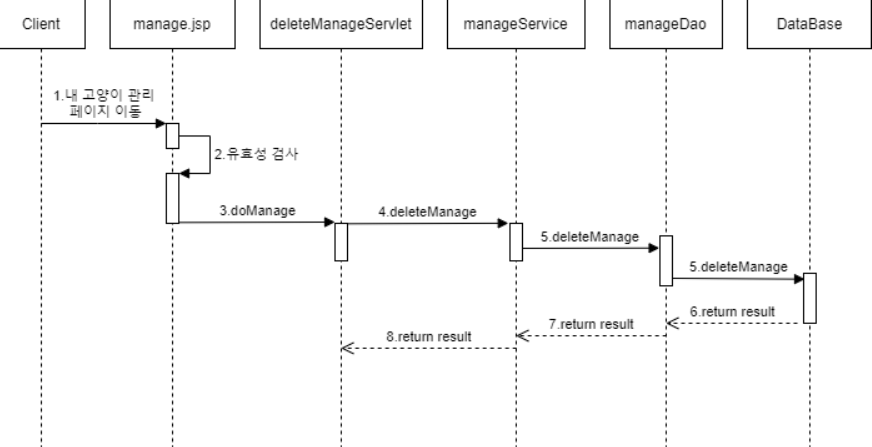 Client
manage.jsp
deleteManageServlet
manageService
manageDao
DataBase
1.내 고양이 관리
페이지 이동
2.유효성 검사
3.doManage
4.deleteManage
5.deleteManage
5.deleteManage
6.return result
7.return result
8.return result